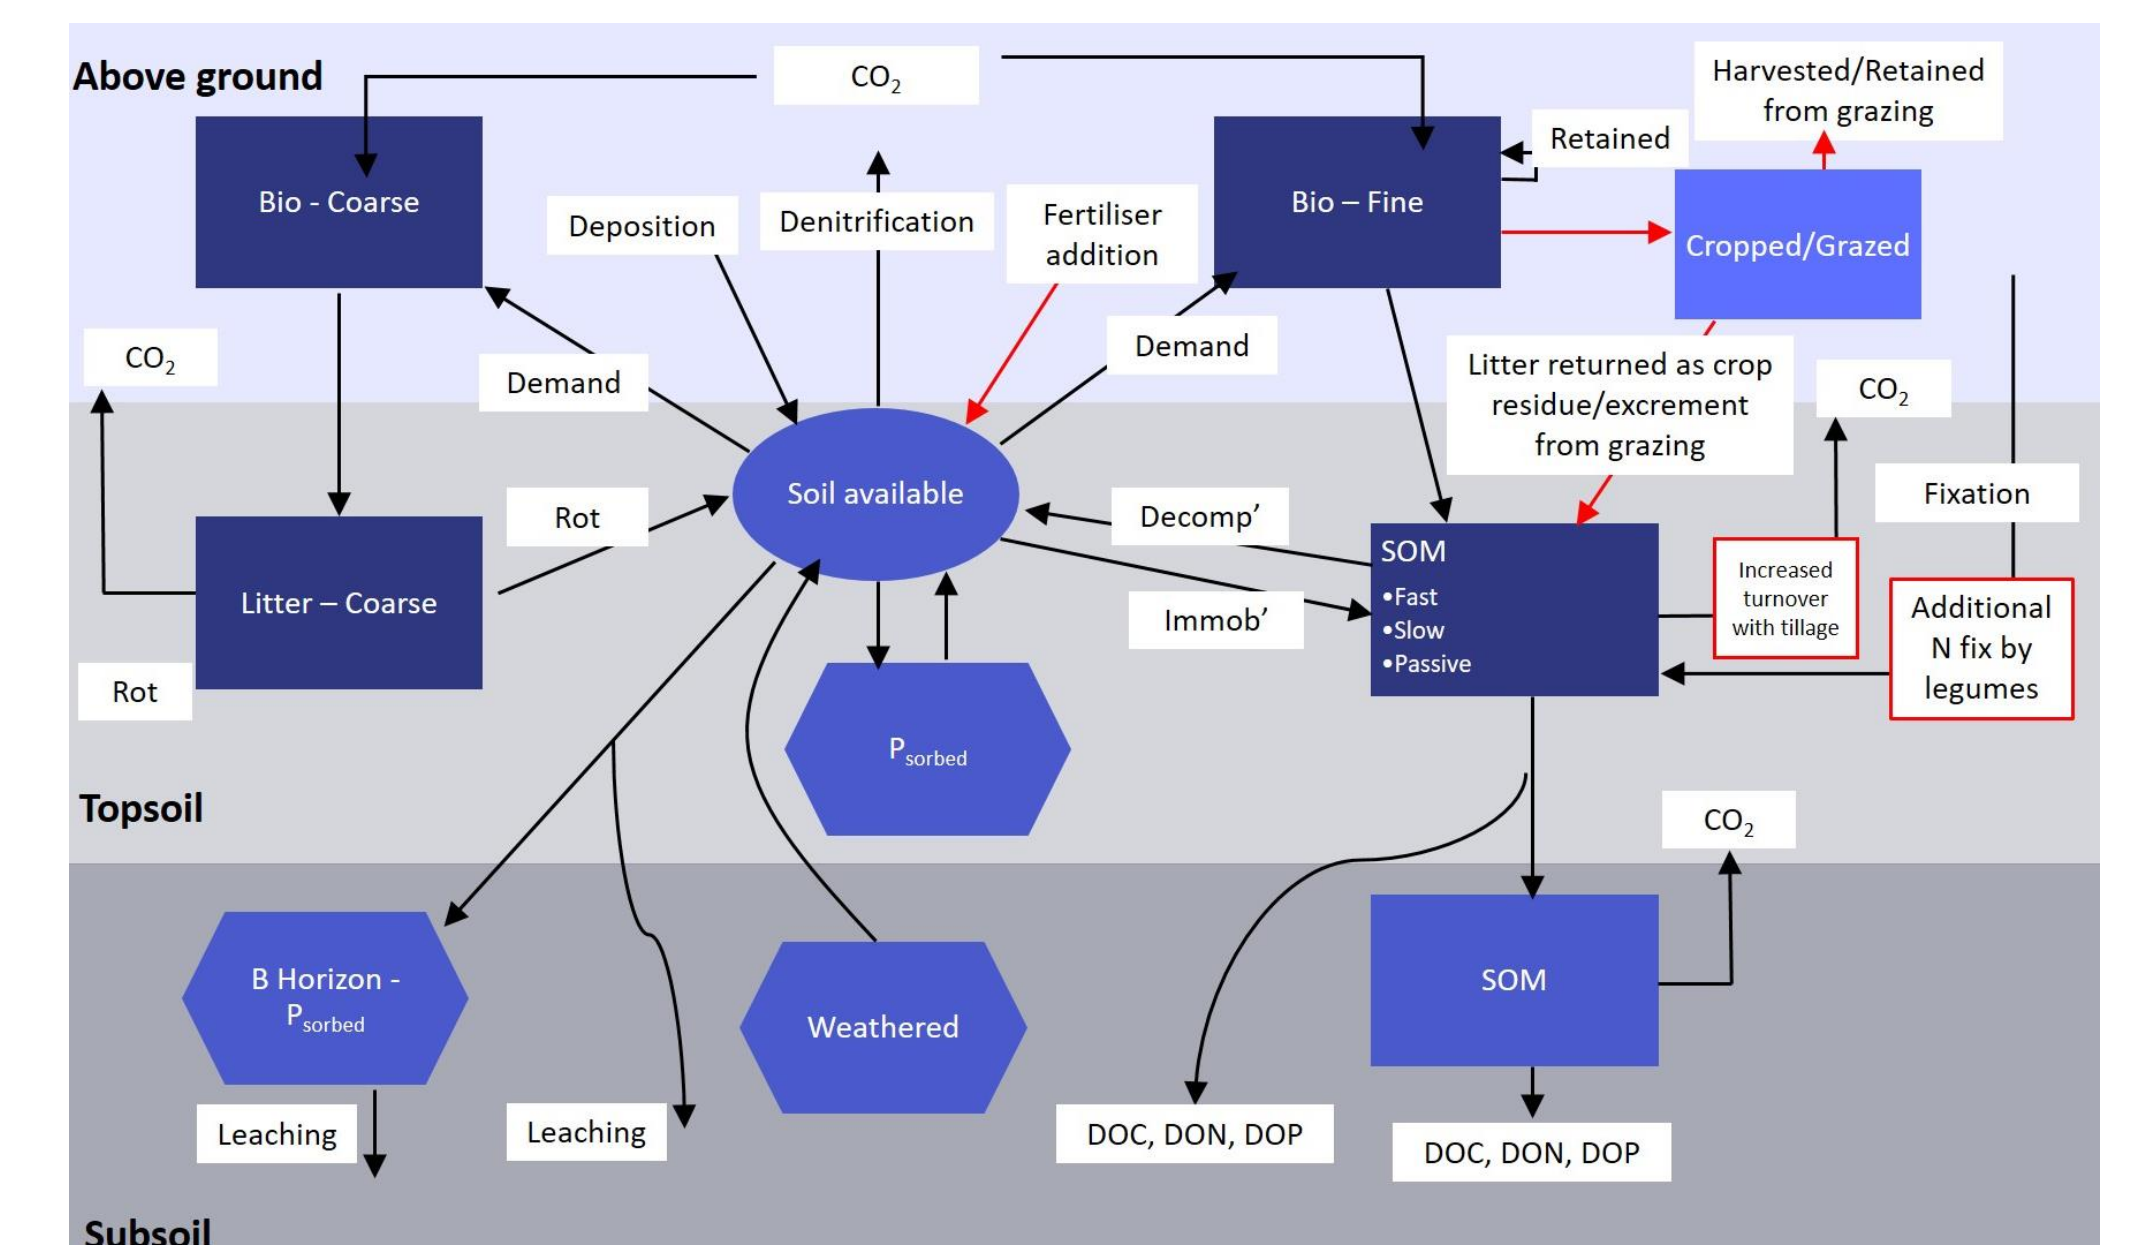 Above ground
CO₂
Harvested/Retained
from grazing
Retained
Bio - Coarse
Deposition
Denitrification
Fertiliser
addition
Bio – Fine
Cropped/Grazed
CO₂
Demand
Demand
Litter returned as crop
residue/excrement
from grazing
CO₂
Rot
Soil available
Decomp’
Fixation
Litter – Coarse
Immob’
SOM
•Fast
•Slow
•Passive
Increased
turnover
with tillage
Additional
N fix by
legumes
Rot
P sorbed
Topsoil
CO₂
B Horizon -
P sorbed
Weathered
SOM
Leaching
Leaching
DOC, DON, DOP
DOC, DON, DOP
Subsoil